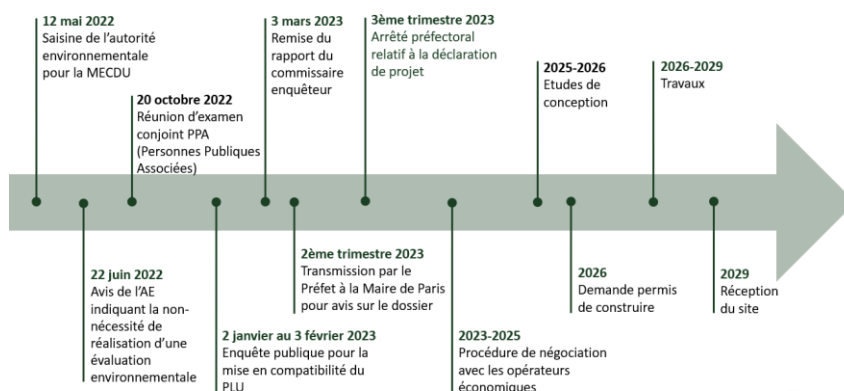 12 mai 2022
Saisine de l’autorité
environnementale
pour la MECDU
20 octobre 2022
Réunion d’examen
conjoint PPA
(Personnes Publiques
Associées)
3 mars 2023
Remise du
rapport du
commissaire
enquêteur
3ème trimestre 2023
Arrêté préfectoral
relatif à la déclaration
de projet
2025-2026
Etudes de
conception
2026-2029
Travaux
22 juin 2022
Avis de l’AE
indiquant la non-
nécessité de
réalisation d’une
évaluation
environnementale
2 janvier au 3 février 2023
Enquête publique pour la
mise en compatibilité du
PLU
2ème trimestre 2023
Transmission par le
Préfet à la Maire de Paris
pour avis sur le dossier
2023-2025
Procédure de négociation
avec les opérateurs
économiques
2026
Demande permis
de construire
2029
Réception
du site